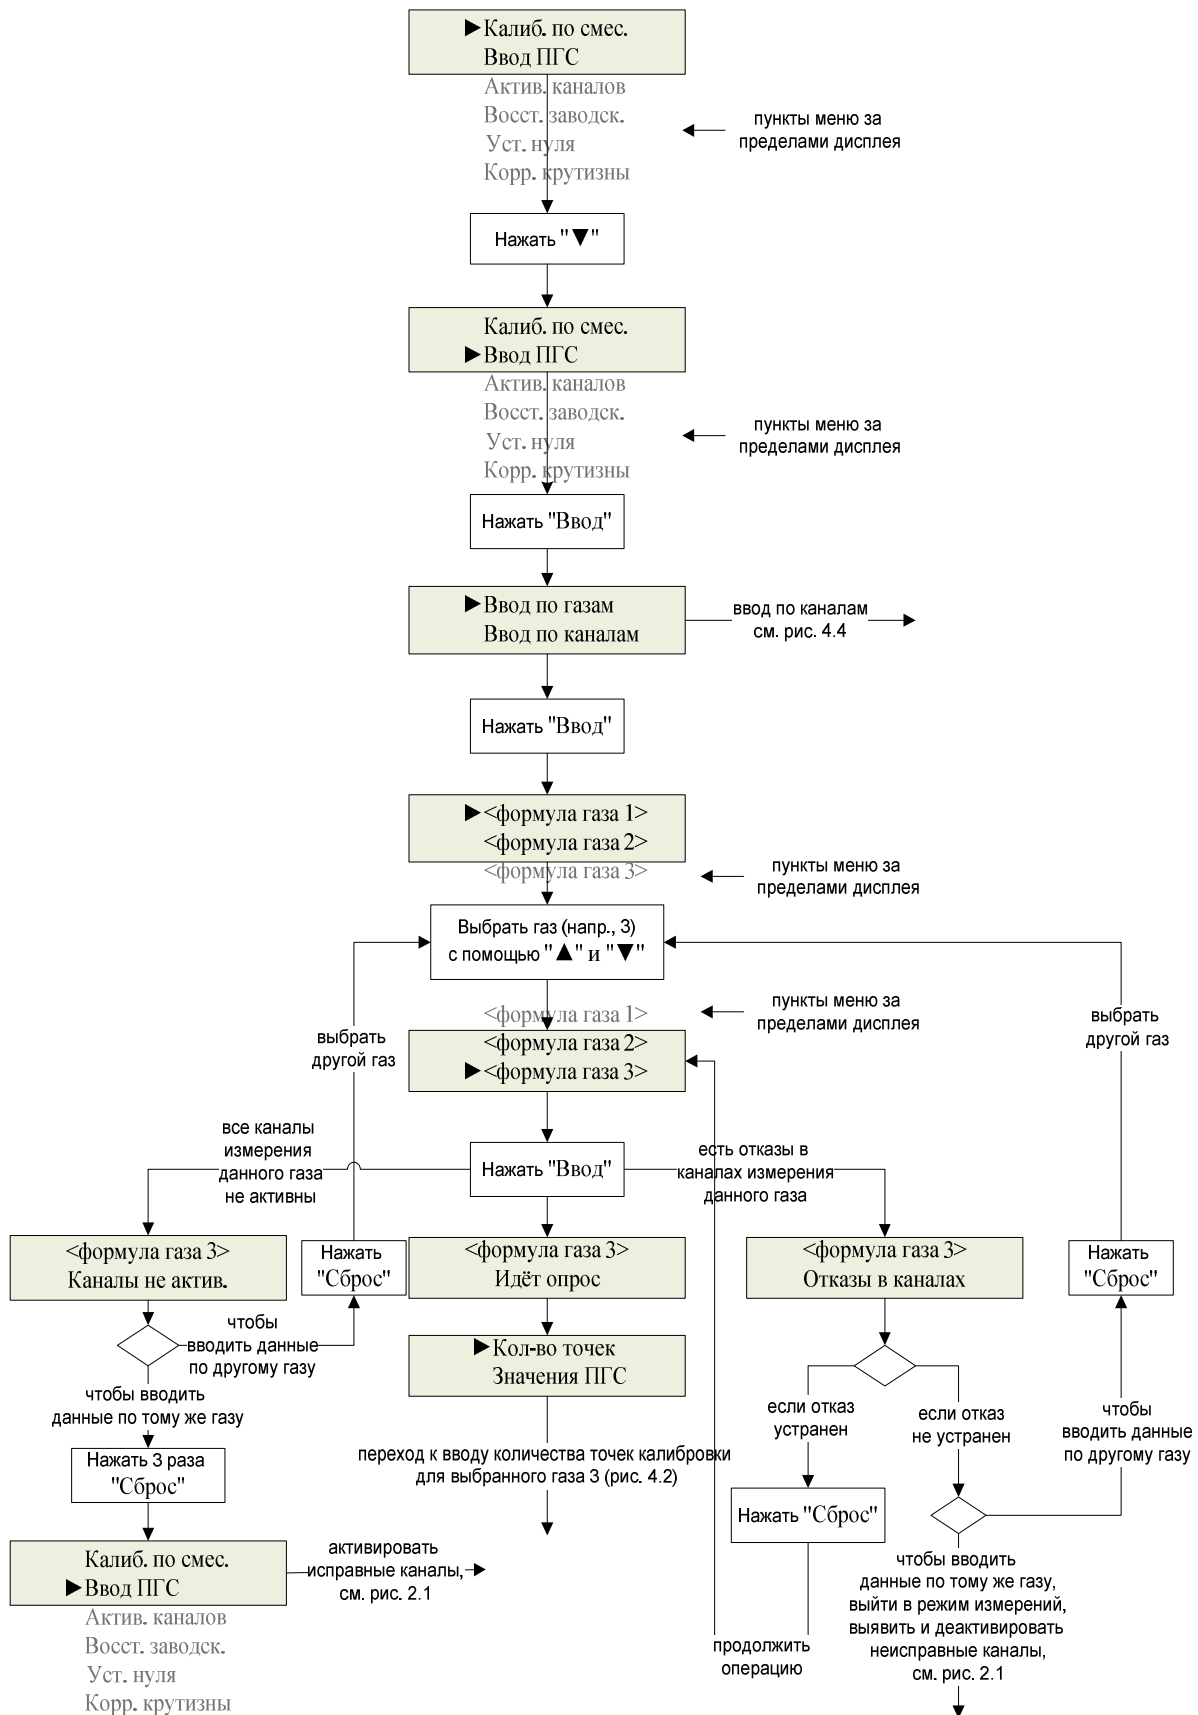 ▶Калиб. по смес.
Ввод ПГС
Актив. каналов
Восст. заводск.
Уст. нуля
Корр. крутизны
пункты меню за
пределами дисплея
Нажать "▼"
Калиб. по смес.
▶Ввод ПГС
Актив. каналов
Восст. заводск.
Уст. нуля
Корр. крутизны
пункты меню за
пределами дисплея
Нажать "Ввод"
▶Ввод по газам
Ввод по каналам
ввод по каналам
см. рис. 4.4
Нажать "Ввод"
▶<формула газа 1>
<формула газа 2>
<формула газа 3>
пункты меню за
пределами дисплея
Выбрать газ (напр., 3)
с помощью "▲" и "▼"
<формула газа 1>
<формула газа 2>
▶<формула газа 3>
пункты меню за
пределами дисплея
выбрать
другой газ
выбрать
другой газ
все каналы
измерения
данного газа
не активны
Нажать "Ввод"
есть отказы в
каналах измерения
данного газа
<формула газа 3>
Каналы не актив.
Нажать
"Сброс"
<формула газа 3>
Идёт опрос
<формула газа 3>
Отказы в каналах
Нажать
"Сброс"
чтобы
вводить данные
по другому газу
▶Кол-во точек
Значения ПГС
чтобы вводить
данные по тому же газу
если отказ
устранен
если отказ
не устранен
чтобы
вводить данные
по другому газу
Нажать 3 раза
"Сброс"
переход к вводу количества точек калибровки
для выбранного газа 3 (рис. 4.2)
Нажать "Сброс"
Калиб. по смес.
▶Ввод ПГС
Актив. каналов
Восст. заводск.
Уст. нуля
Корр. крутизны
активировать
исправные каналы,
см. рис. 2.1
продолжить
операцию
чтобы вводить
данные по тому же газу,
выйти в режим измерений,
выявить и деактивировать
неисправные каналы,
см. рис. 2.1